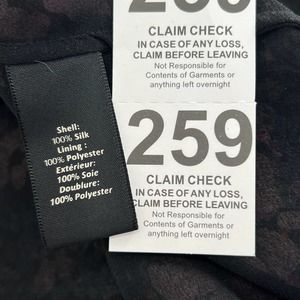 CLAIM CHECK
IN CASE OF ANY LOSS,
CLAIM BEFORE LEAVING
Not Responsible for
Contents of Garments or
anything left overnight
259
CLAIM CHECK
IN CASE OF ANY LOSS,
CLAIM BEFORE LEAVING
Not Responsible for
Contents of Garments or
anything left overnight
Shell:
100% Silk
Lining :
100% Polyester
Extérieur:
100% Soie
Doublure:
100% Polyester